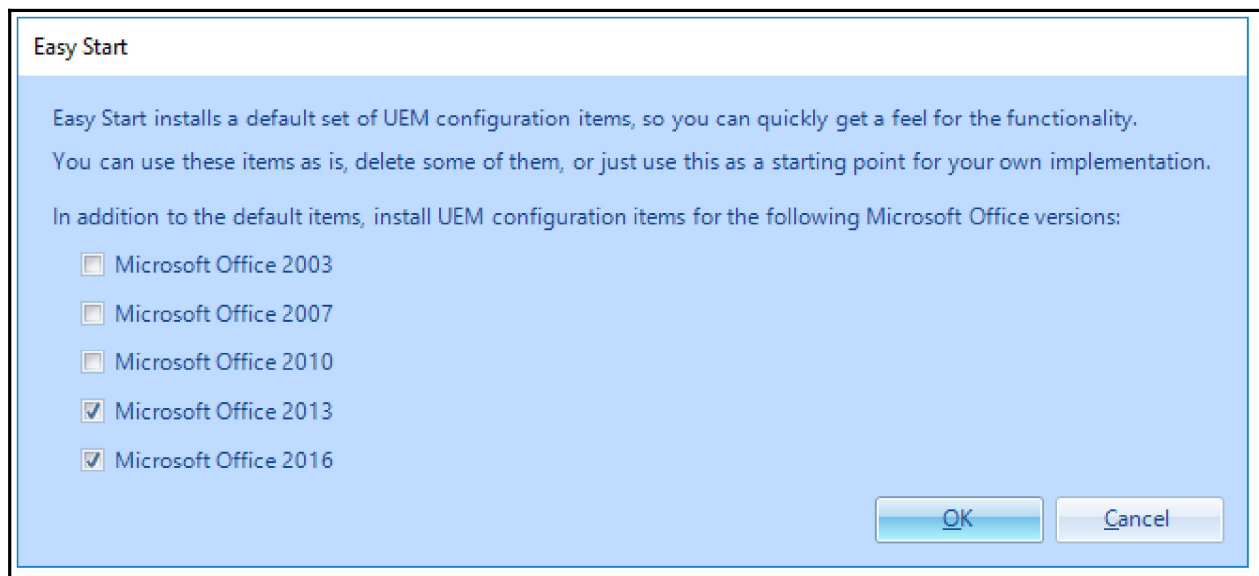 Easy Start
Easy Start installs a default set of UEM configuration items, so you can quickly get a feel for the functionality.
You can use these items as is, delete some of them, or just use this as a starting point for your own implementation.
In addition to the default items, install UEM configuration items for the following Microsoft Office versions:
Microsoft Office 2003
Microsoft Office 2007
Microsoft Office 2010
Microsoft Office 2013
Microsoft Office 2016
OK Cancel